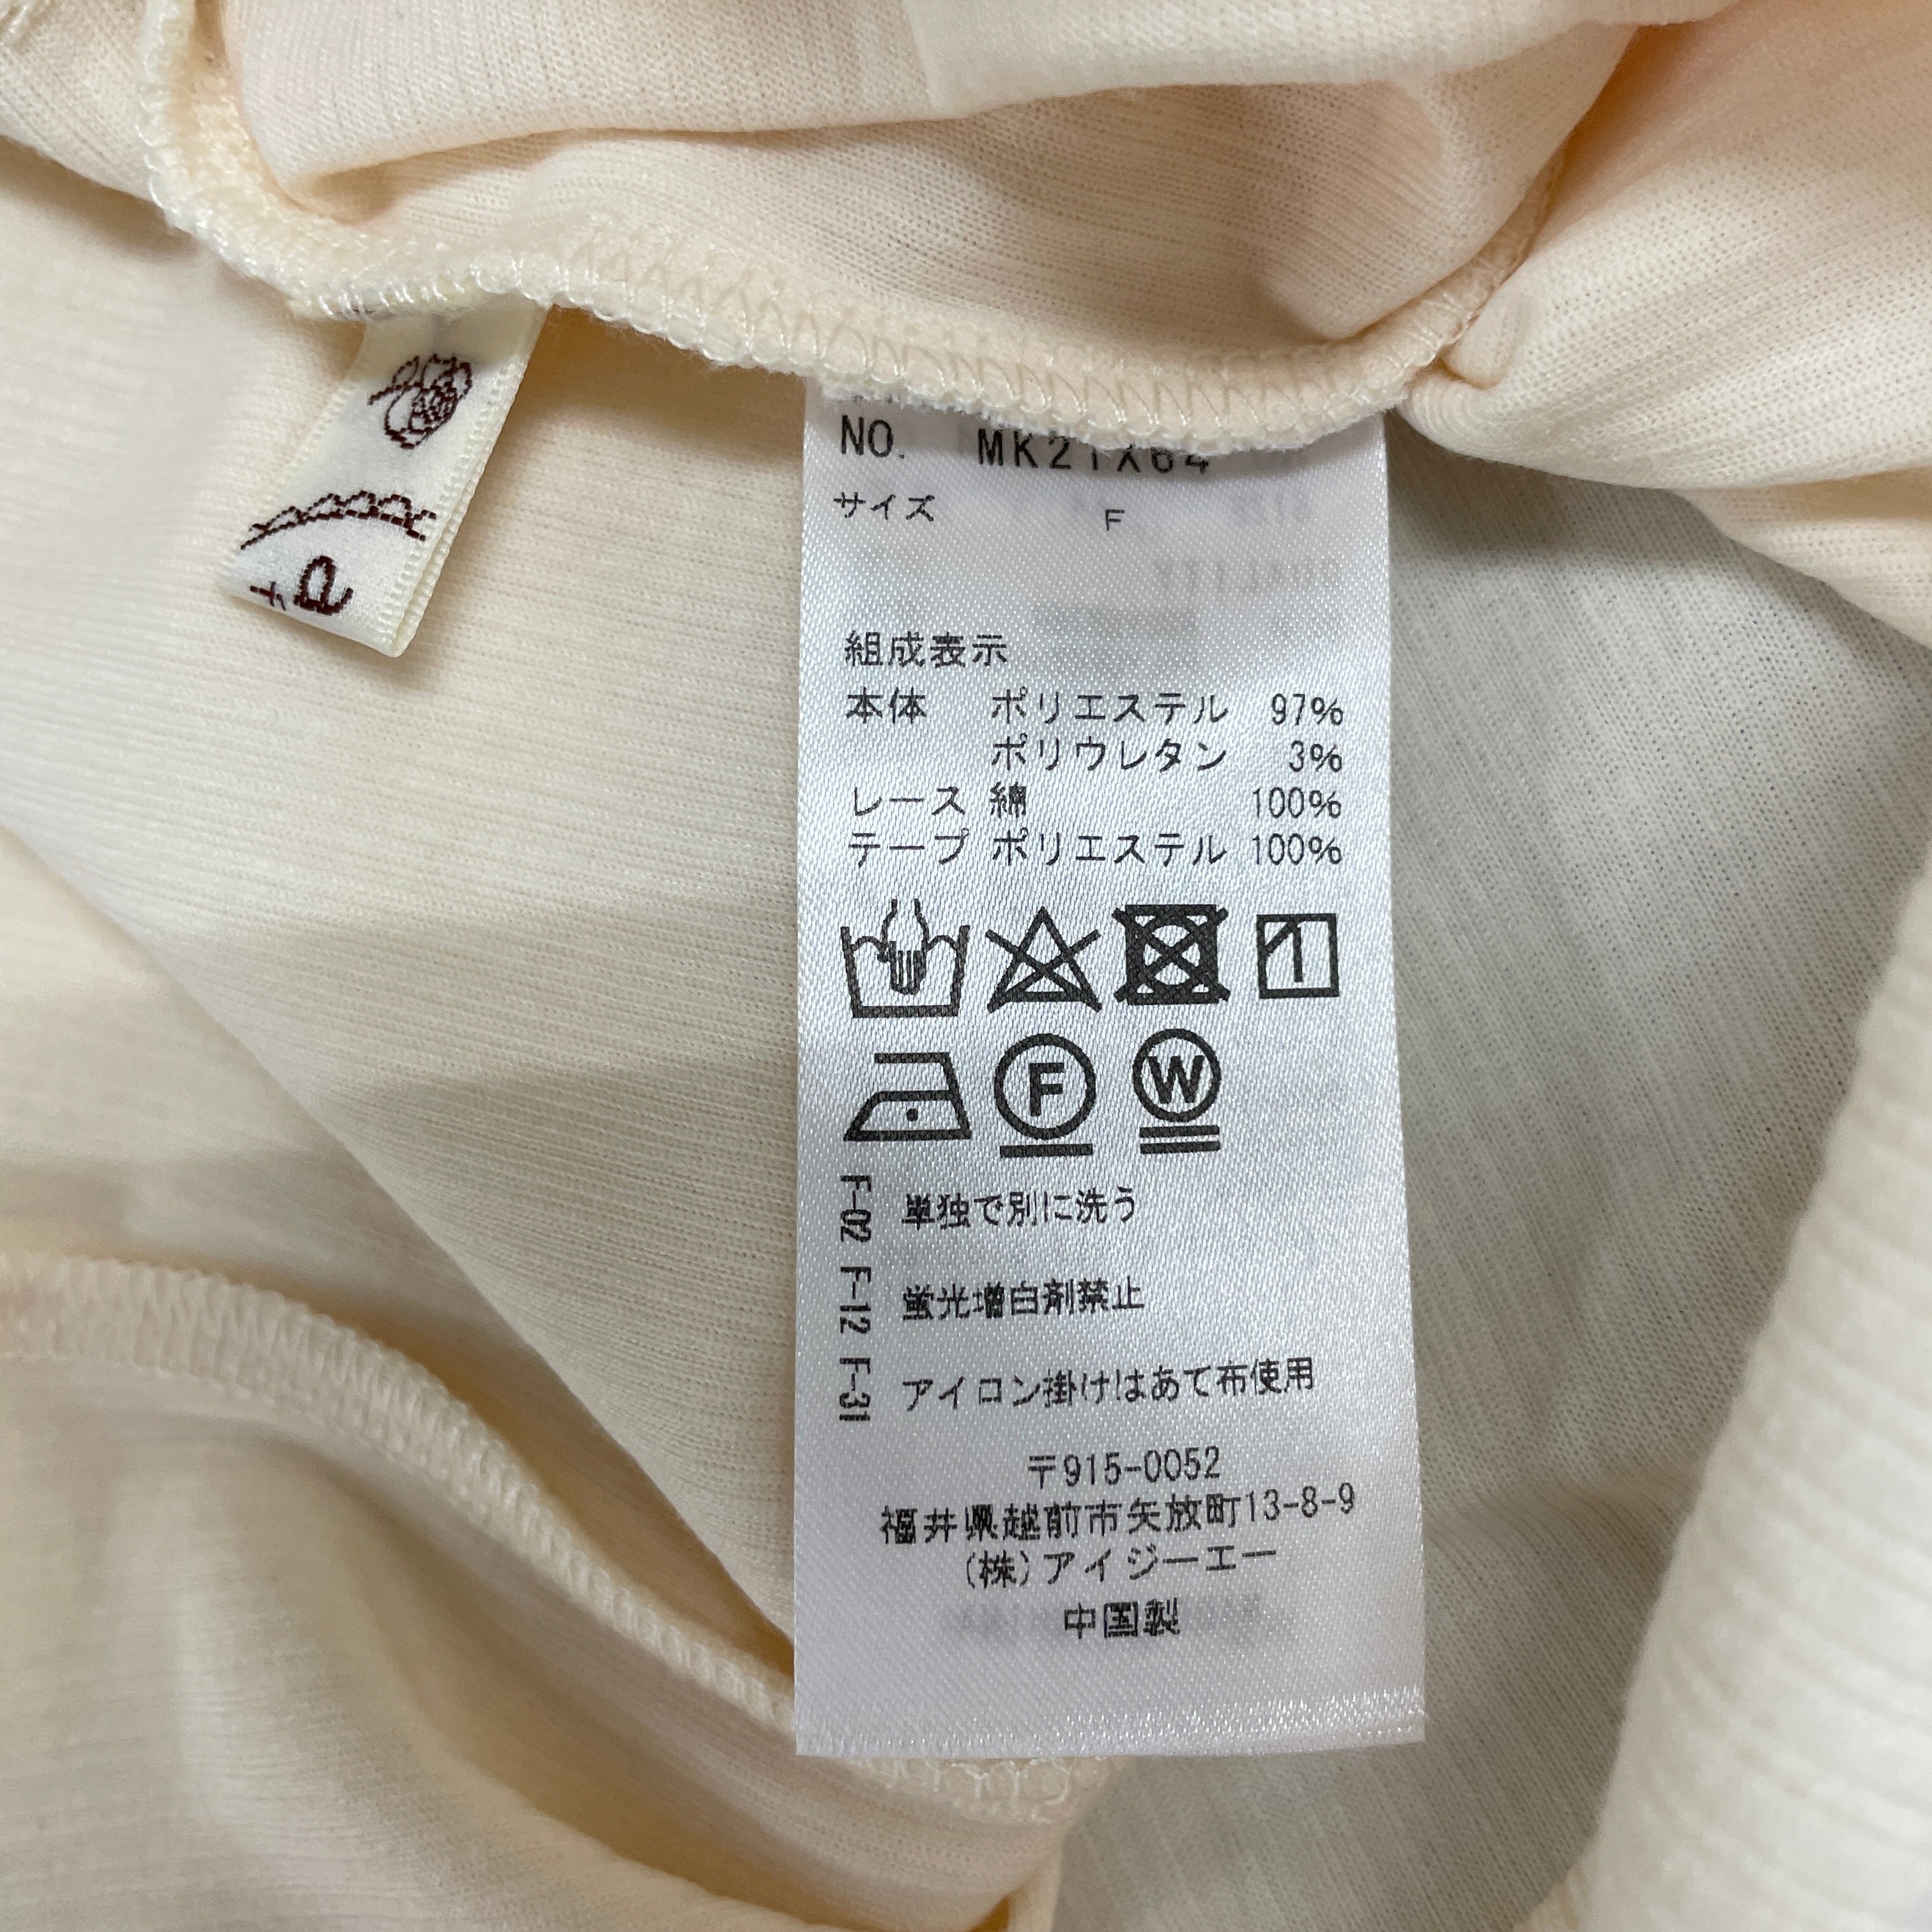 NO. MK21X64
サイズ F
組成表示
本体 ポリエステル 97%
ポリウレタン 3%
レース 綿 100%
テープ ポリエステル 100%
1
F W
F-02 単独で別に洗う
F-12 蛍光増白剤禁止
F-31 アイロン掛けはあて布使用
〒915-0052
福井県越前市矢放町13-8-9
(株)アイジーエー
中国製